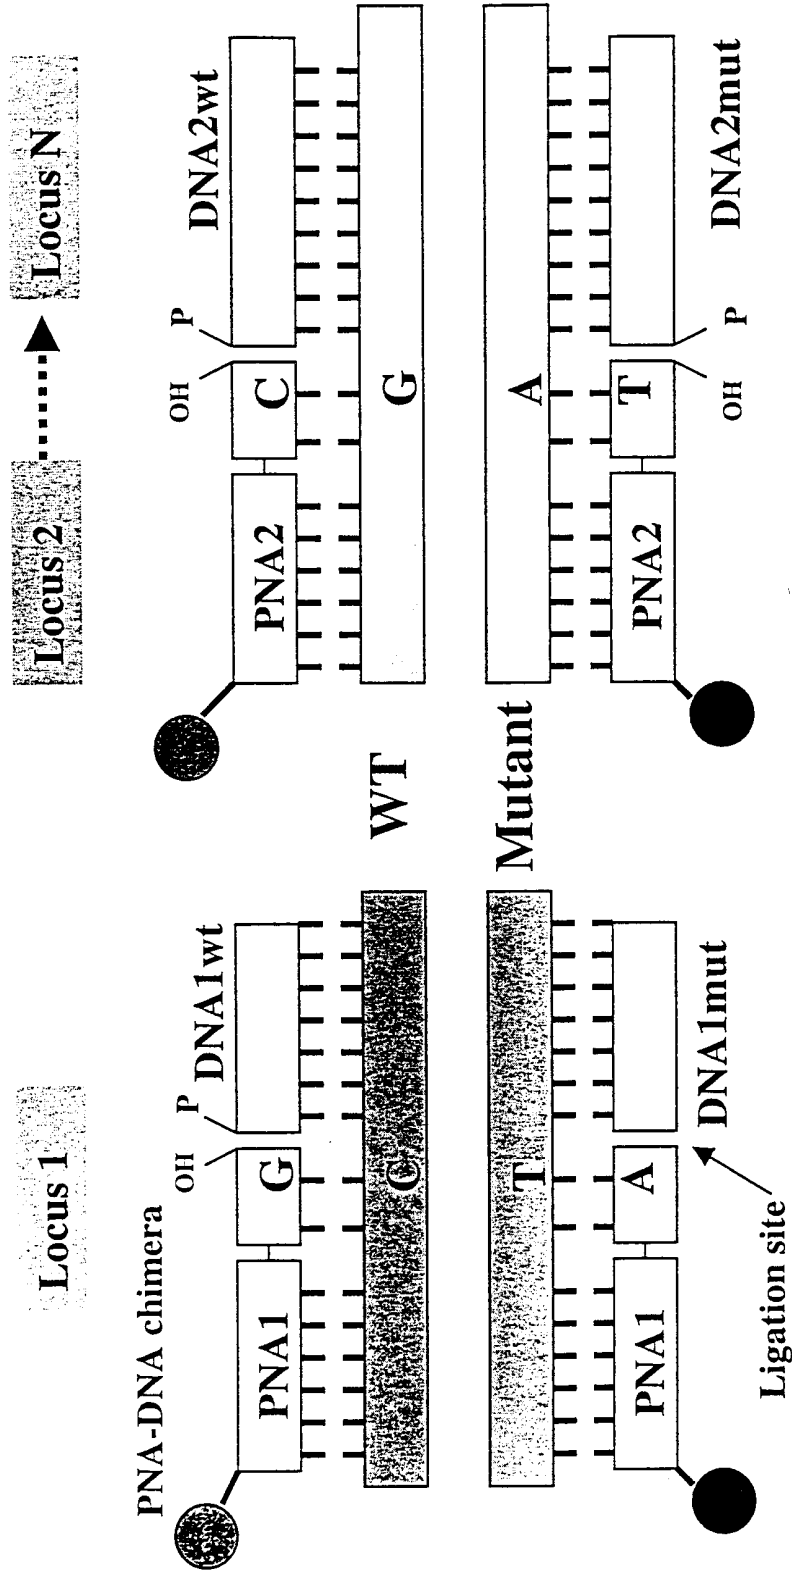 Locus 1
Locus 2
Locus N
PNA-DNA chimera
OH
P
DNA1wt
PNA1
G
C
OH
P
DNA2wt
PNA2
C
G
WT
Mutant
T
PNA1
A
DNA1mut
Ligation site
A
PNA2
T
OH
P
DNA2mut